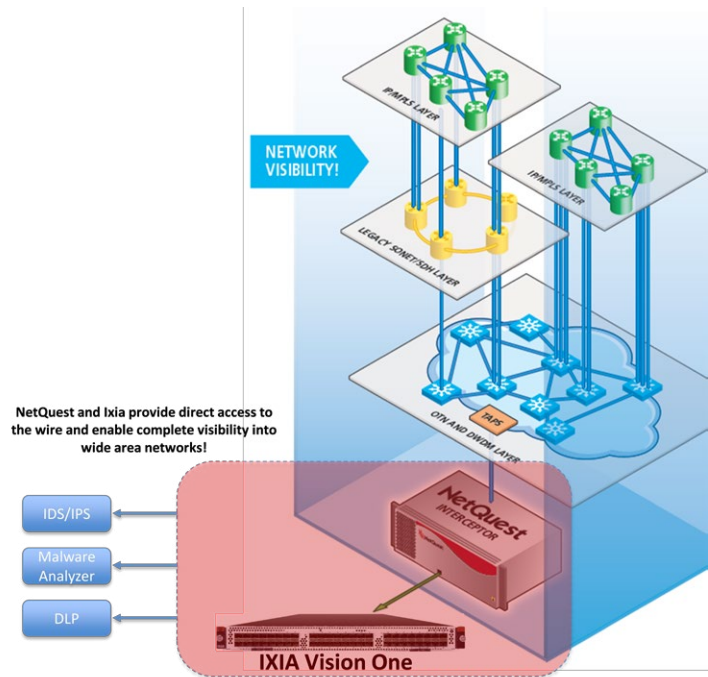 IP/MPLS LAYER
NETWORK
VISIBILITY!
IP/MPLS LAYER
LEGACY SONET/SDH LAYER
TAPS
OTN AND DWDM LAYER
NetQuest and Ixia provide direct access to
the wire and enable complete visibility into
wide area networks!
NetQuest
INTERCEPTOR
IDS/IPS
Malware
Analyzer
DLP
IXIA Vision One